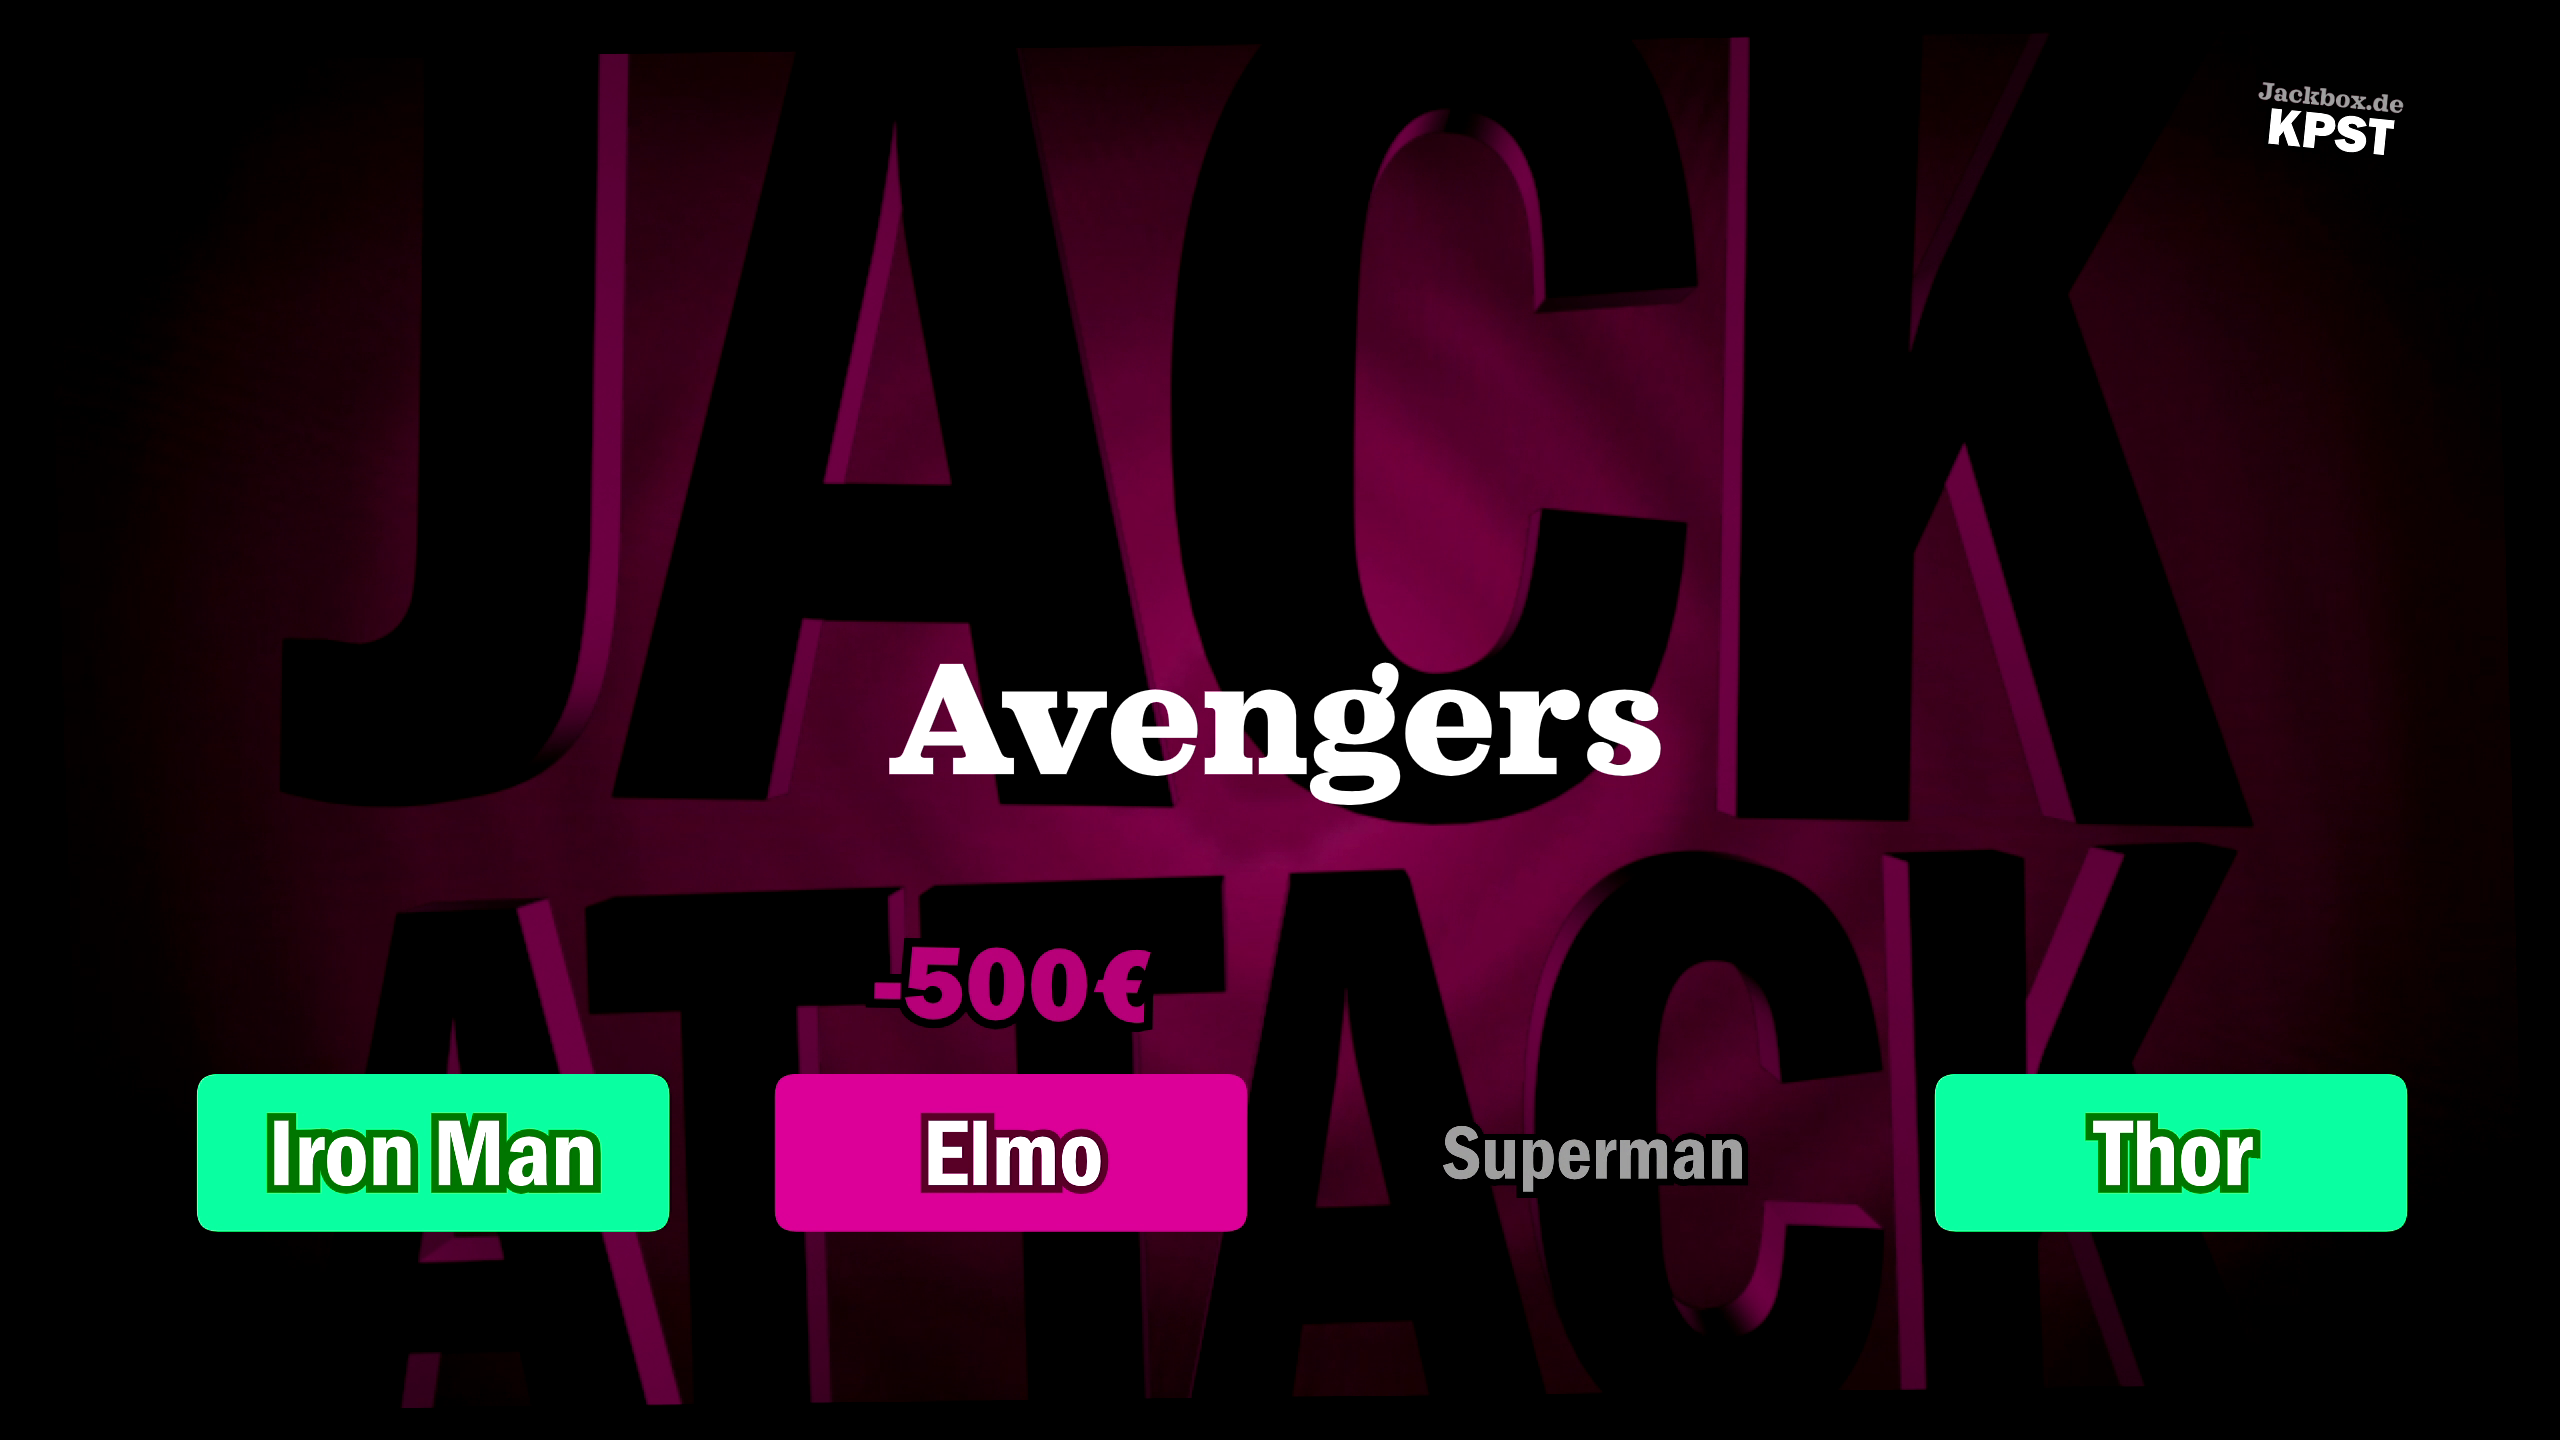 JACK
ATTACK
Jackbox.de
KPST
Avengers
-500€
Iron Man
Elmo
Superman
Thor